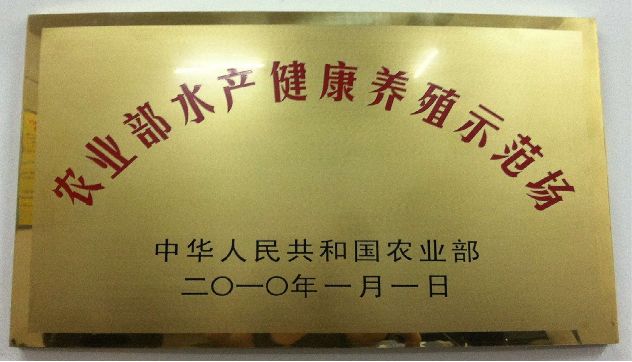 农业部水产健康养殖示范场
中华人民共和国农业部
二〇一〇年一月一日